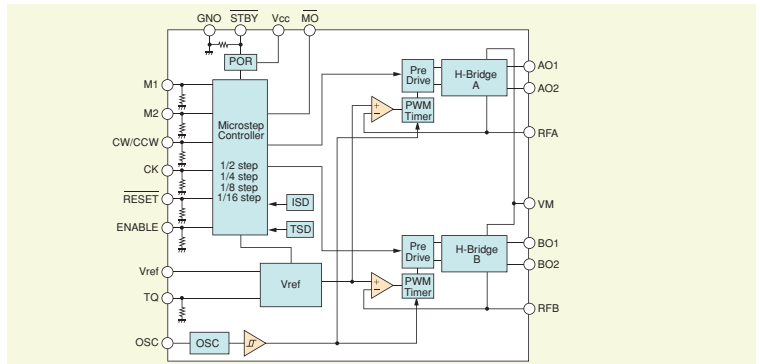 GNO STBY Vcc MO
POR
M1
M2
CW/CCW
CK
RESET
ENABLE
Vref
TQ
OSC
Microstep
Controller
1/2 step
1/4 step
1/8 step
1/16 step
ISD
TSD
Vref
OSC
Pre
Drive
PWM
Timer
H-Bridge
A
+
−
AO1
AO2
RFA
VM
Pre
Drive
PWM
Timer
H-Bridge
B
+
−
BO1
BO2
RFB